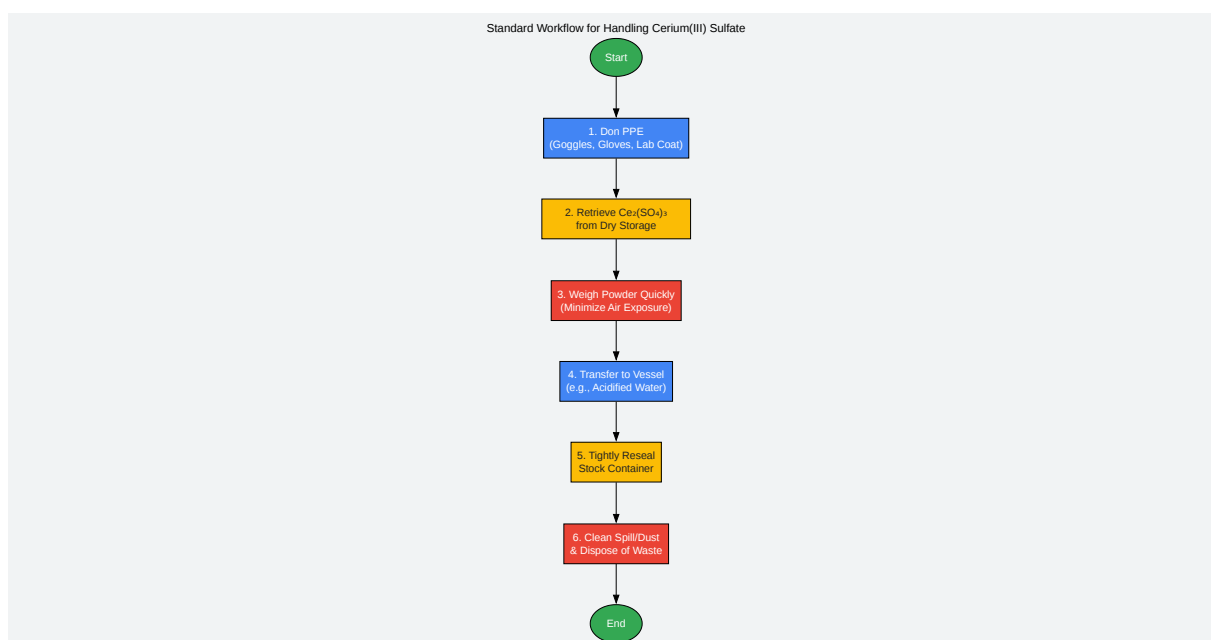 Standard Workflow for Handling Cerium(III) Sulfate
Start
1. Don PPE
(Goggles, Gloves, Lab Coat)
2. Retrieve Ce₂(SO₄)₃
from Dry Storage
3. Weigh Powder Quickly
(Minimize Air Exposure)
4. Transfer to Vessel
(e.g., Acidified Water)
5. Tightly Reseal
Stock Container
6. Clean Spill/Dust
& Dispose of Waste
End